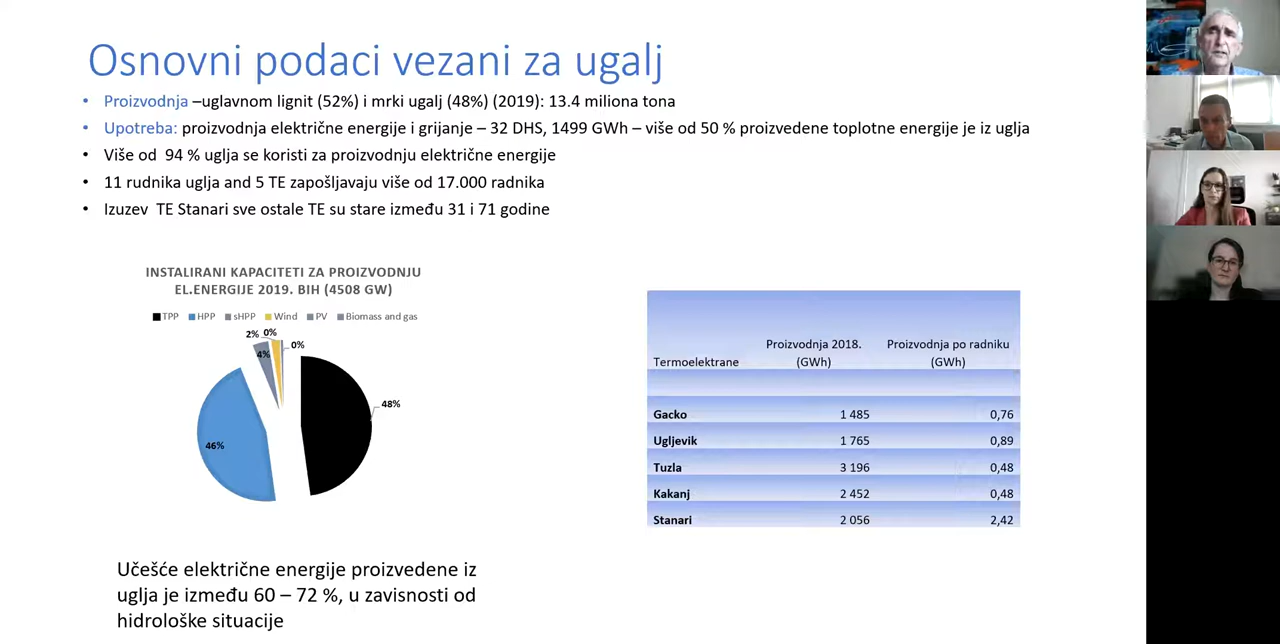 Osnovni podaci vezani za ugalj
• Proizvodnja –uglavnom lignit (52%) i mrki ugalj (48%) (2019): 13.4 miliona tona
• Upotreba: proizvodnja električne energije i grijanje – 32 DHS, 1499 GWh – više od 50 % proizvedene toplotne energije je iz uglja
• Više od 94 % uglja se koristi za proizvodnju električne energije
• 11 rudnika uglja and 5 TE zapošljavaju više od 17.000 radnika
• Izuzev TE Stanari sve ostale TE su stare između 31 i 71 godine
INSTALIRANI KAPACITETI ZA PROIZVODNJU
EL.ENERGIJE 2019. BIH (4508 GW)
TPP HPP sHPP Wind PV Biomass and gas
2% 0%
0%
4%
48%
46%
Termoelektrane Proizvodnja 2018. (GWh) Proizvodnja po radniku (GWh)
Gacko 1 485 0,76
Ugljevik 1 765 0,89
Tuzla 3 196 0,48
Kakanj 2 452 0,48
Stanari 2 056 2,42
Učešće električne energije proizvedene iz
uglja je između 60 – 72 %, u zavisnosti od
hidrološke situacije